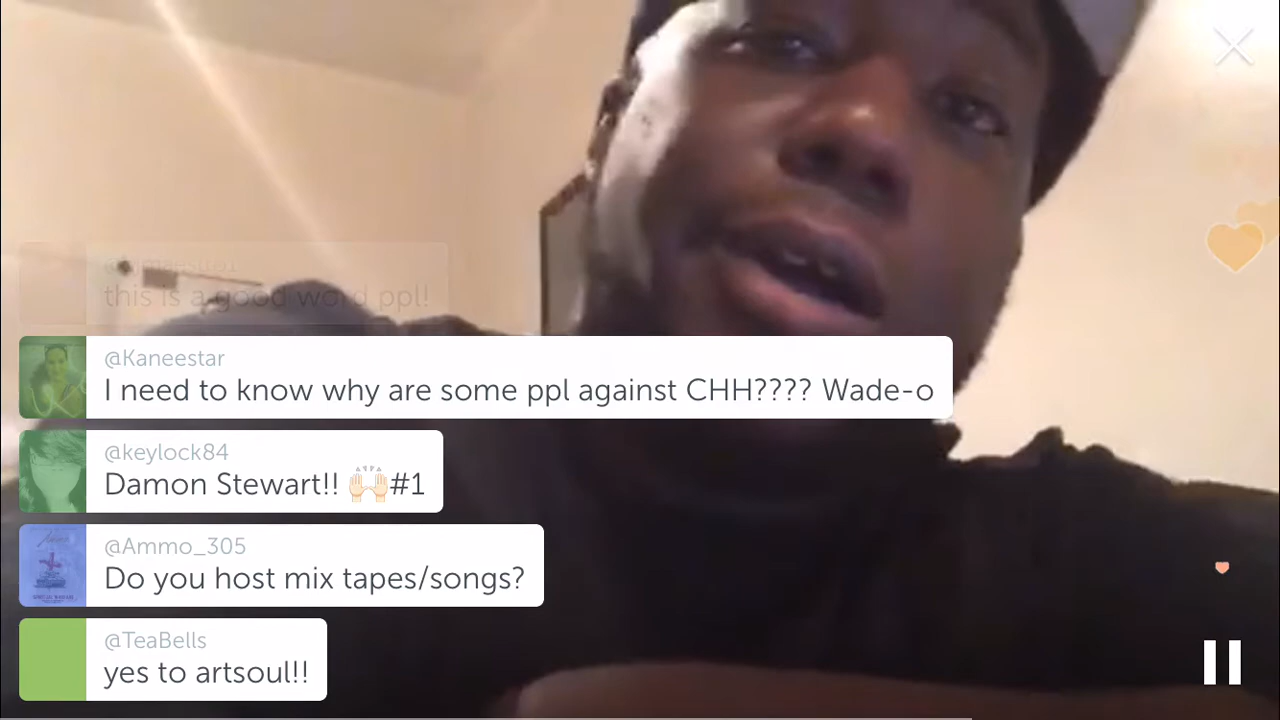 this is a good word ppl!
@Kaneestar
I need to know why are some ppl against CHH???? Wade-o
@keylock84
Damon Stewart!! 🙌🏻#1
@Ammo_305
Do you host mix tapes/songs?
@TeaBells
yes to artsoul!!